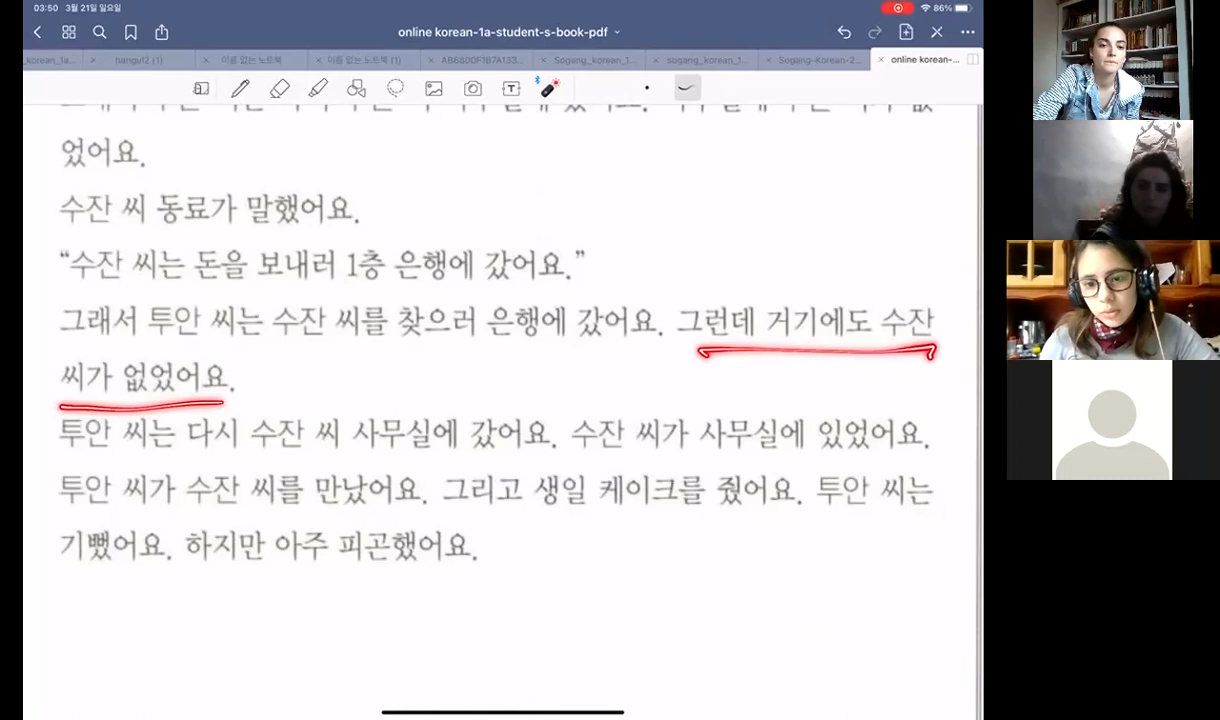 03:50 3월 21일 일요일
86%
online korean-1a-student-s-book-pdf
_korean_1a... hangul2 (1) 이름 없는 노트북 이름 없는 노트북 (1) AB6800F1B7A133... Sogang_korean_1... sogang_korean_1... Sogang-Korean-2... online korean-...
었어요.
수잔 씨 동료가 말했어요.
“수잔 씨는 돈을 보내러 1층 은행에 갔어요.”
그래서 투안 씨는 수잔 씨를 찾으러 은행에 갔어요. 그런데 거기에도 수잔
씨가 없었어요.
투안 씨는 다시 수잔 씨 사무실에 갔어요. 수잔 씨가 사무실에 있었어요.
투안 씨가 수잔 씨를 만났어요. 그리고 생일 케이크를 줬어요. 투안 씨는
기뻤어요. 하지만 아주 피곤했어요.